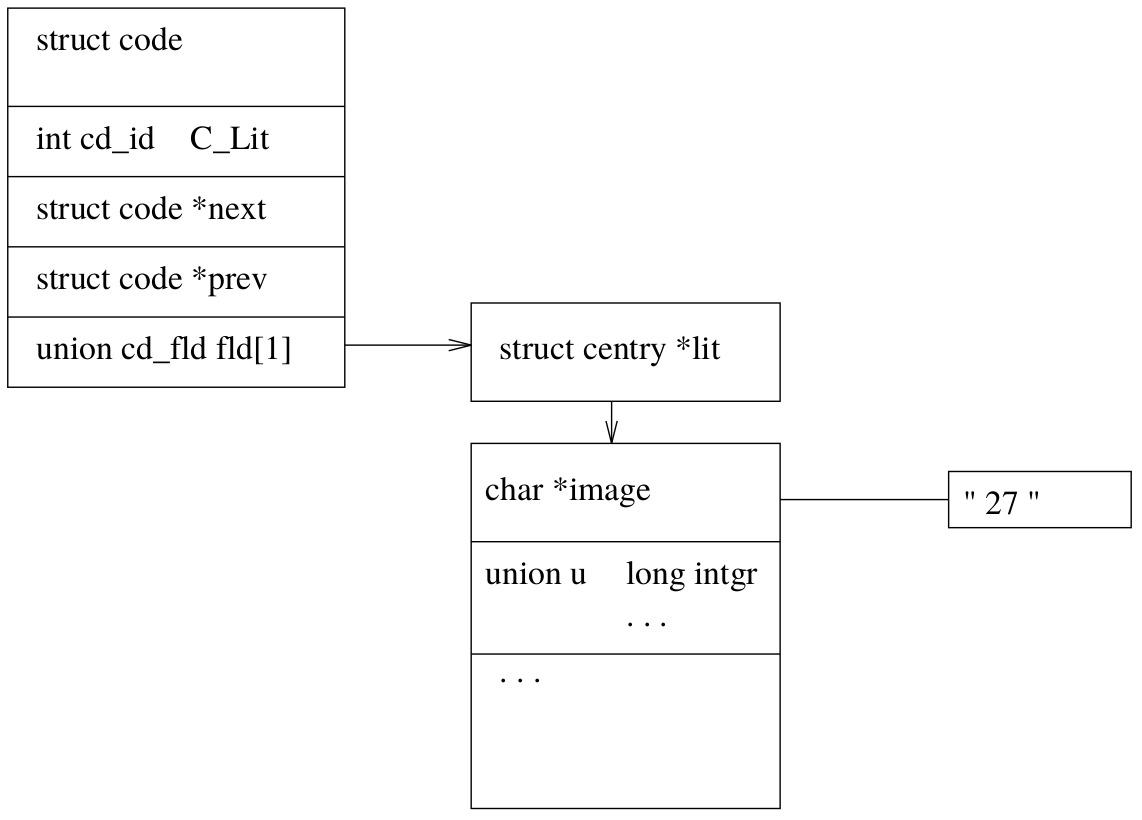 struct code
int cd_id C_Lit
struct code *next
struct code *prev
union cd_fld fld[1]
struct centry *lit
char *image
" 27 "
union u long intgr
. . .
. . .